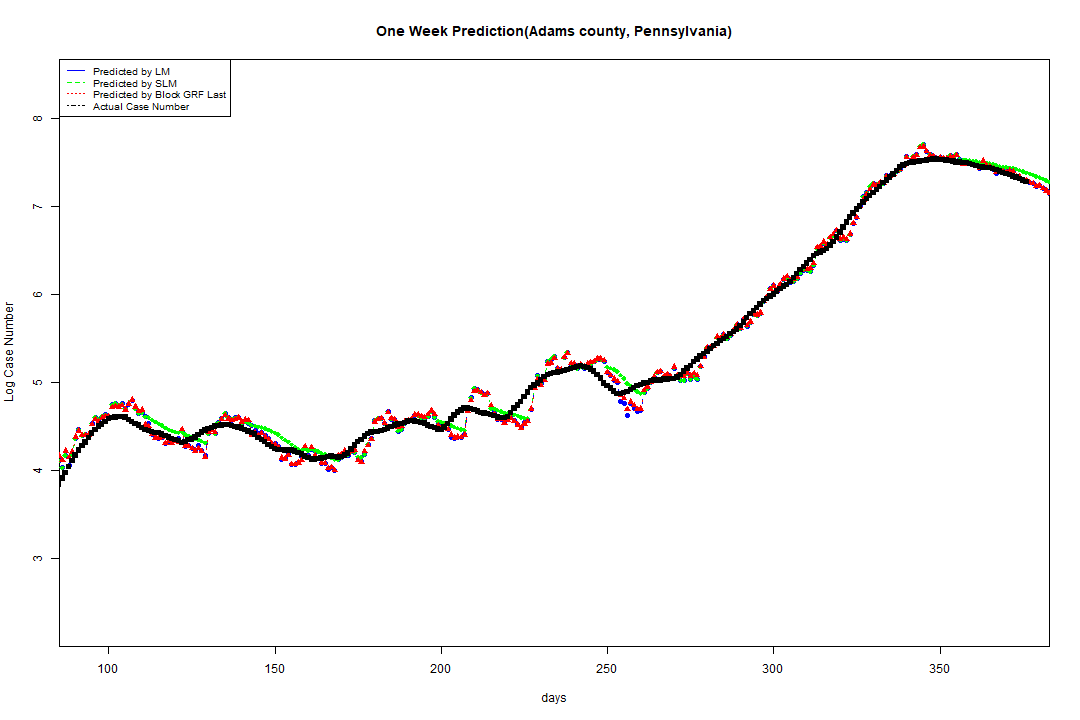 One Week Prediction(Adams county, Pennsylvania)
Predicted by LM
Predicted by SLM
Predicted by Block GRF Last
Actual Case Number
8
7
6
5
4
3
Log Case Number
100 150 200 250 300 350
days